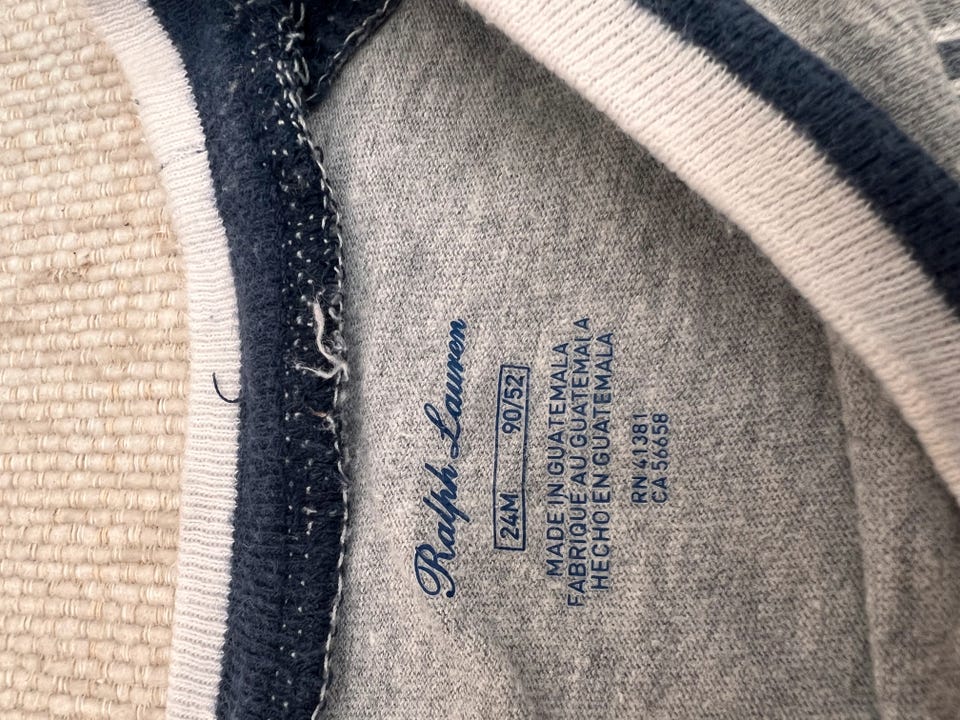 Ralph Lauren
24M 90/52
MADE IN GUATEMALA
FABRIQUE AU GUATEMALA
HECHO EN GUATEMALA
RN 41381
CA 56658